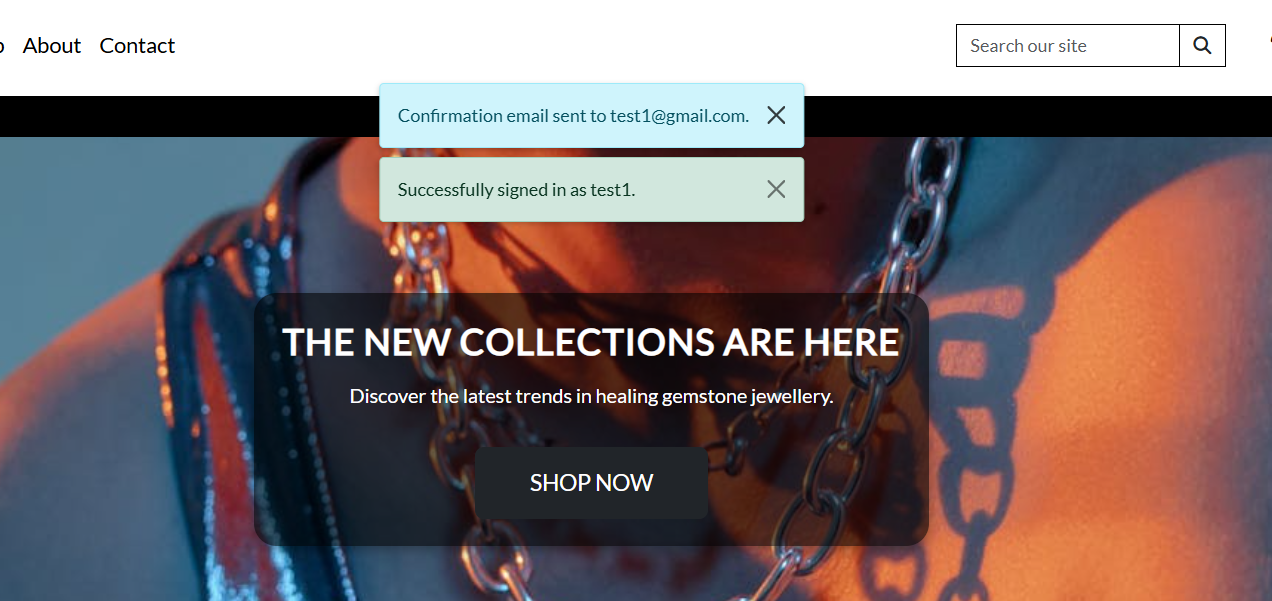 About Contact
Search our site
Confirmation email sent to test1@gmail.com.
Successfully signed in as test1.
THE NEW COLLECTIONS ARE HERE
Discover the latest trends in healing gemstone jewellery.
SHOP NOW